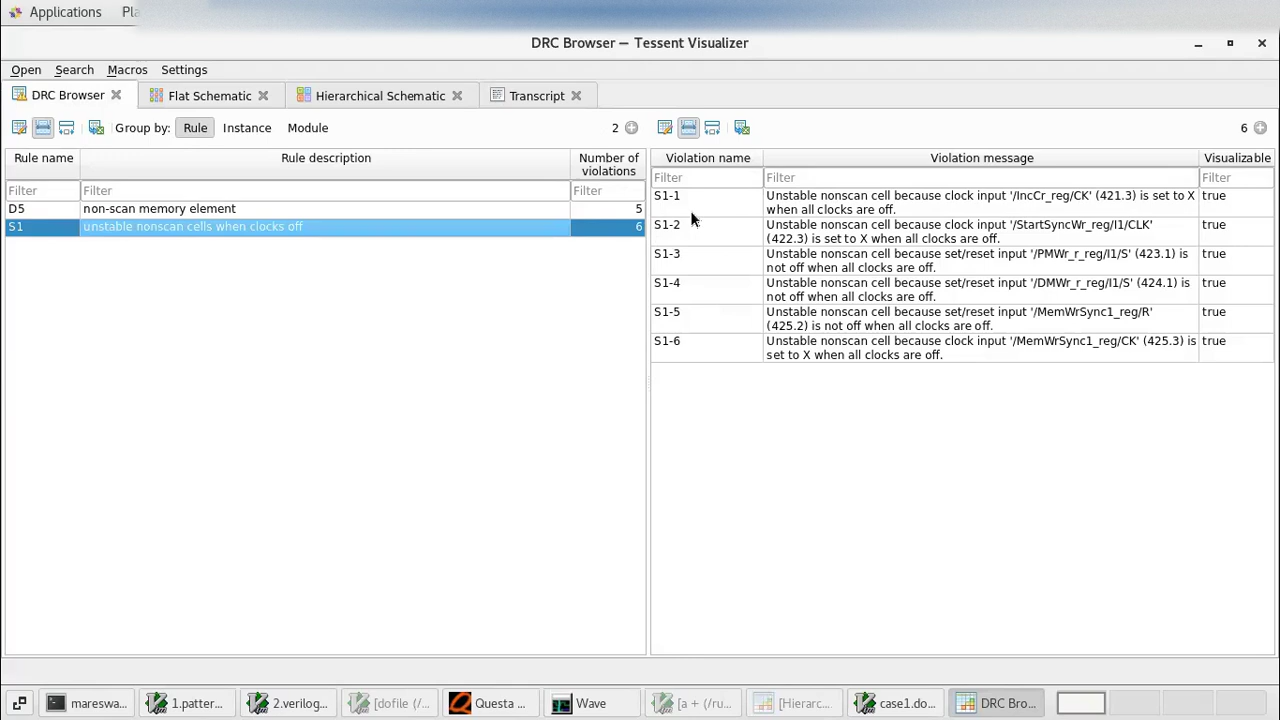 Applications Pla
DRC Browser — Tessent Visualizer
Open Search Macros Settings
DRC Browser Flat Schematic Hierarchical Schematic Transcript
Group by: Rule Instance Module 2
6
Rule name Rule description Number of
violations
Filter Filter Filter
D5 non-scan memory element 5
S1 unstable nonscan cells when clocks off 6
Violation name Violation message Visualizable
Filter Filter Filter
S1-1 Unstable nonscan cell because clock input '/IncCr_reg/CK' (421.3) is set to X true
when all clocks are off.
S1-2 Unstable nonscan cell because clock input '/StartSyncWr_reg/I1/CLK' true
(422.3) is set to X when all clocks are off.
S1-3 Unstable nonscan cell because set/reset input '/PMWr_r_reg/I1/S' (423.1) is true
not off when all clocks are off.
S1-4 Unstable nonscan cell because set/reset input '/DMWr_r_reg/I1/S' (424.1) is true
not off when all clocks are off.
S1-5 Unstable nonscan cell because set/reset input '/MemWrSync1_reg/R' true
(425.2) is not off when all clocks are off.
S1-6 Unstable nonscan cell because clock input '/MemWrSync1_reg/CK' (425.3) is true
set to X when all clocks are off.
mareswa... 1.patter... 2.verilog... [dofile (/... Questa ... Wave [a + (/ru... [Hierarc... case1.do... DRC Bro...